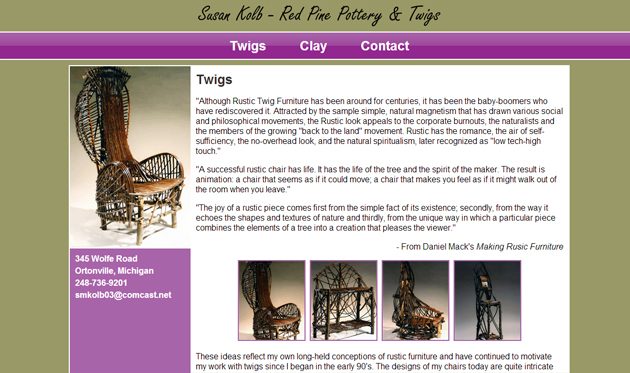 Susan Kolb - Red Pine Pottery & Twigs
Twigs Clay Contact
Twigs
"Although Rustic Twig Furniture has been around for centuries, it has been the baby-boomers who
have rediscovered it. Attracted by the sample simple, natural magnetism that has drawn various social
and philosophical movements, the Rustic look appeals to the corporate burnouts, the naturalists and
the members of the growing "back to the land" movement. Rustic has the romance, the air of self-
sufficiency, the no-overhead look, and the natural spiritualism, later recognized as "low tech-high
touch."
"A successful rustic chair has life. It has the life of the tree and the spirit of the maker. The result is
animation: a chair that seems as if it could move; a chair that makes you feel as if it might walk out of
the room when you leave."
"The joy of a rustic piece comes first from the simple fact of its existence; secondly, from the way it
echoes the shapes and textures of nature and thirdly, from the unique way in which a particular piece
combines the elements of a tree into a creation that pleases the viewer."
- From Daniel Mack's Making Rusic Furniture
345 Wolfe Road
Ortonville, Michigan
248-736-9201
smkolb03@comcast.net
These ideas reflect my own long-held conceptions of rustic furniture and have continued to motivate
my work with twigs since I began in the early 90's. The designs of my chairs today are quite intricate